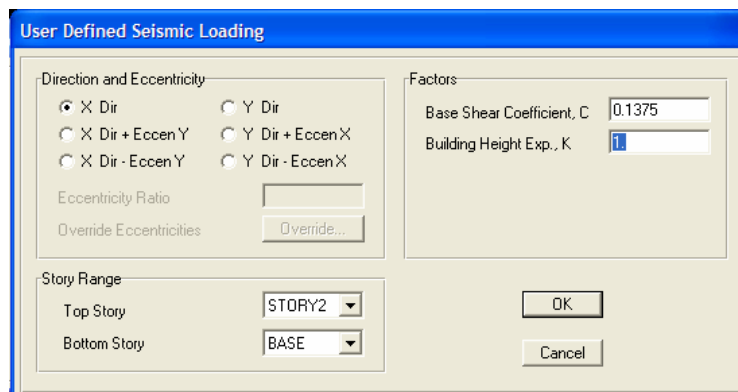 User Defined Seismic Loading
Direction and Eccentricity
X Dir
Y Dir
X Dir + Eccen Y
Y Dir + Eccen X
X Dir - Eccen Y
Y Dir - Eccen X
Eccentricity Ratio
Override Eccentricities
Override...
Factors
Base Shear Coefficient, C
0.1375
Building Height Exp., K
1.
Story Range
Top Story
STORY2
Bottom Story
BASE
OK
Cancel